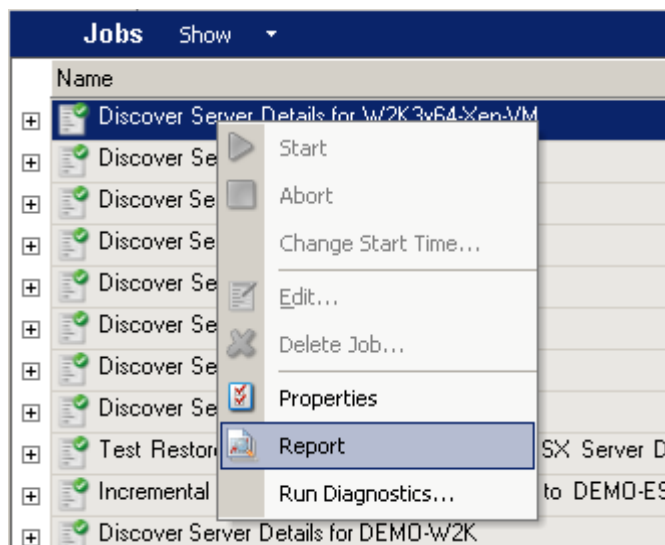 Jobs Show
Name
Discover Server Details for W2K3x64-Xen-VM
Discover Se
Start
Discover Se
Abort
Discover Se
Change Start Time...
Discover Se
Edit...
Discover Se
Delete Job...
Discover Se
Discover Se
Properties
Test Restor
Report
SX Server D
Incremental
Run Diagnostics...
to DEMO-ES
Discover Server Details for DEMO-W2K